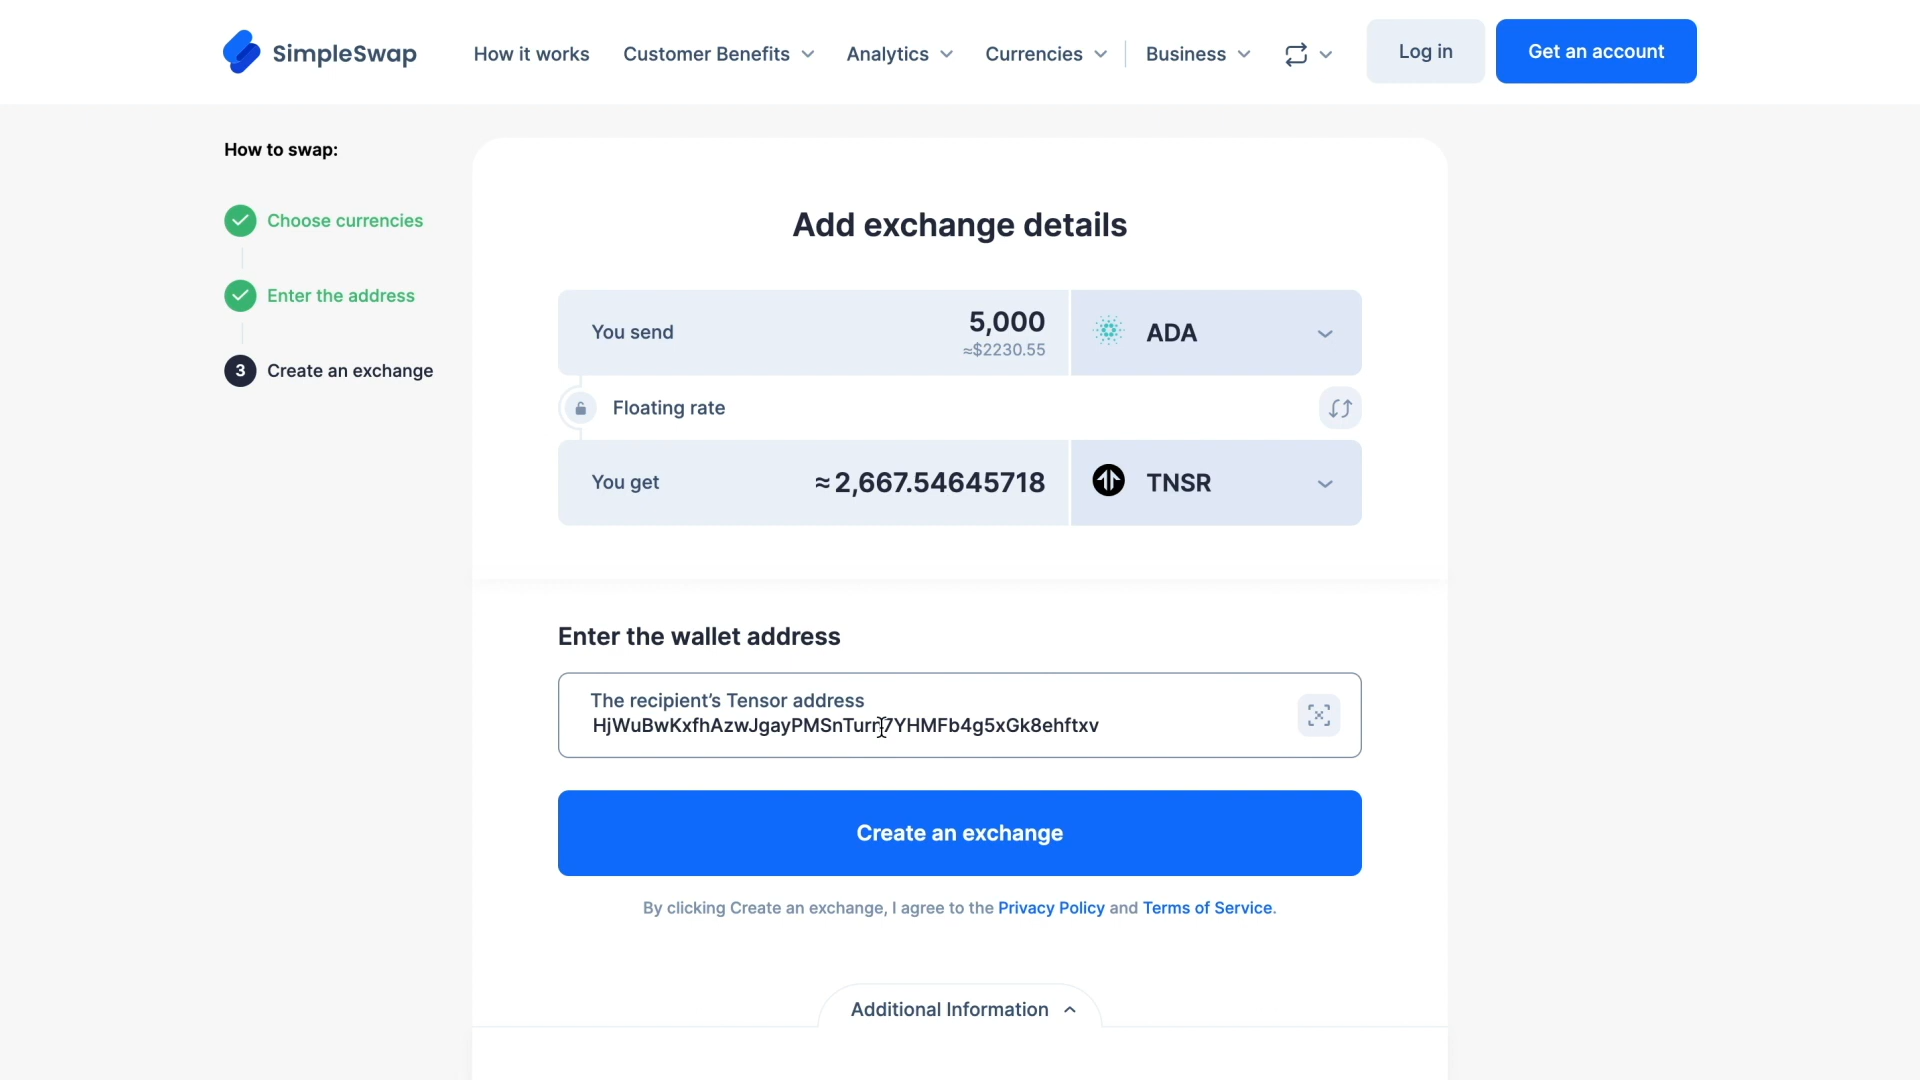 SimpleSwap
How it works
Customer Benefits
Analytics
Currencies
Business
Log in
Get an account
How to swap:
Choose currencies
Enter the address
3 Create an exchange
Add exchange details
You send
5,000
≈$2230.55
ADA
Floating rate
You get
≈2,667.54645718
TNSR
Enter the wallet address
The recipient's Tensor address
Create an exchange
By clicking Create an exchange, I agree to the Privacy Policy and Terms of Service.
Additional Information